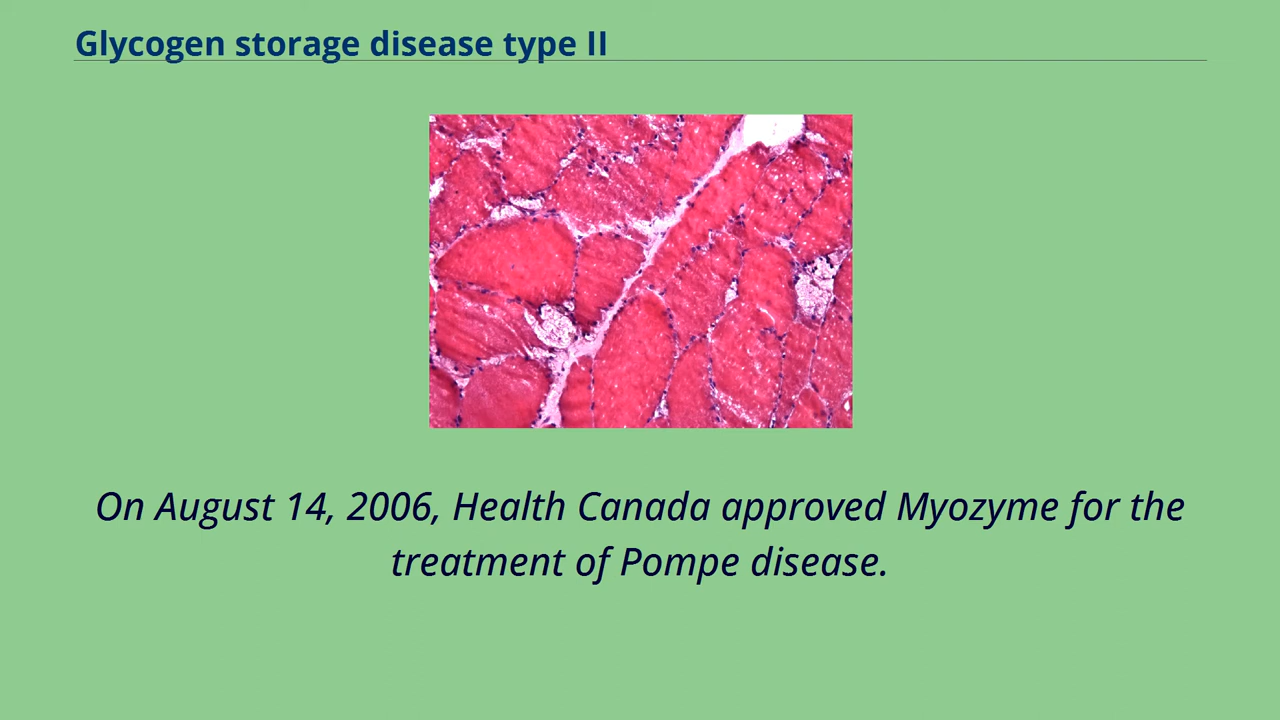 Glycogen storage disease type II
On August 14, 2006, Health Canada approved Myozyme for the
treatment of Pompe disease.